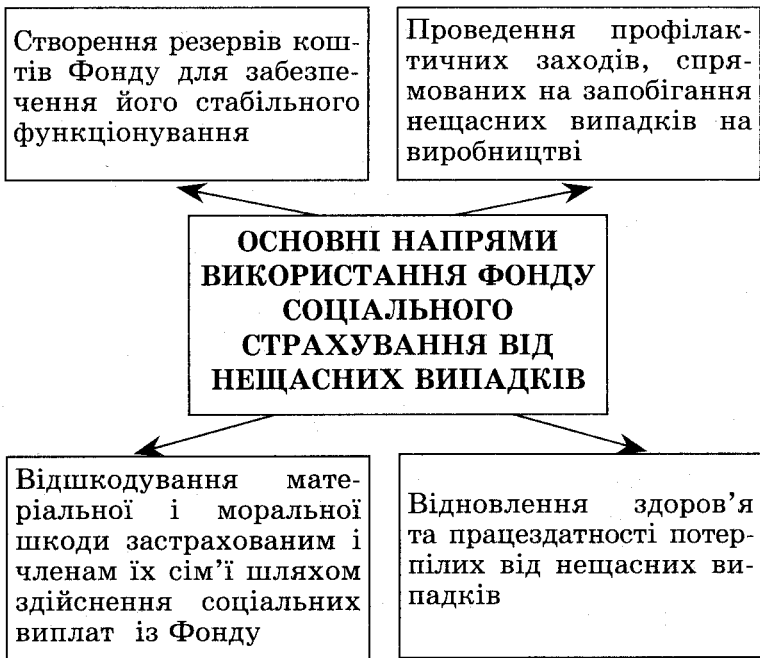 Створення резервів кош-
тів Фонду для забезпе-
чення його стабільного
функціонування
Проведення профілак-
тичних заходів, спря-
мованих на запобігання
нещасних випадків на
виробництві
ОСНОВНІ НАПРЯМИ
ВИКОРИСТАННЯ ФОНДУ
СОЦІАЛЬНОГО
СТРАХУВАННЯ ВІД
НЕЩАСНИХ ВИПАДКІВ
Відшкодування мате-
ріальної і моральної
шкоди застрахованим і
членам їх сім’ї шляхом
здійснення соціальних
виплат із Фонду
Відновлення здоров’я
та працездатності потер-
пілих від нещасних ви-
падків